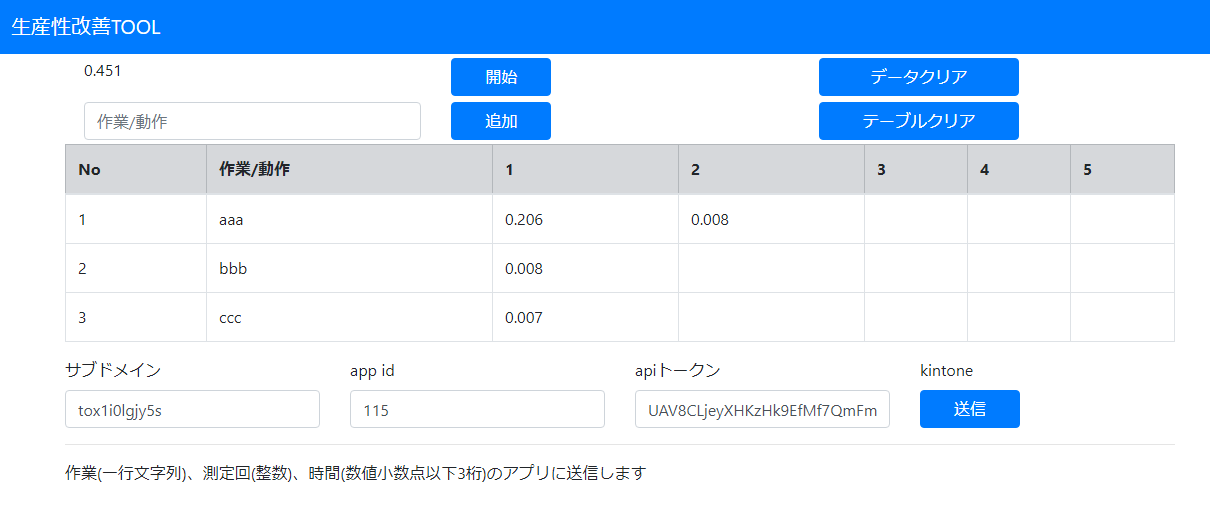 生産性改善TOOL
0.451 開始 データクリア
作業/動作 追加 テーブルクリア
No 作業/動作 1 2 3 4 5
1 aaa 0.206 0.008
2 bbb 0.008
3 ccc 0.007
サブドメイン app id apiトークン kintone
tox1i0lgjy5s 115 UAV8CLjeyXHKzHk9EfMf7QmFm 送信
作業(一行文字列)、測定回(整数)、時間(数値小数点以下3桁)のアプリに送信します